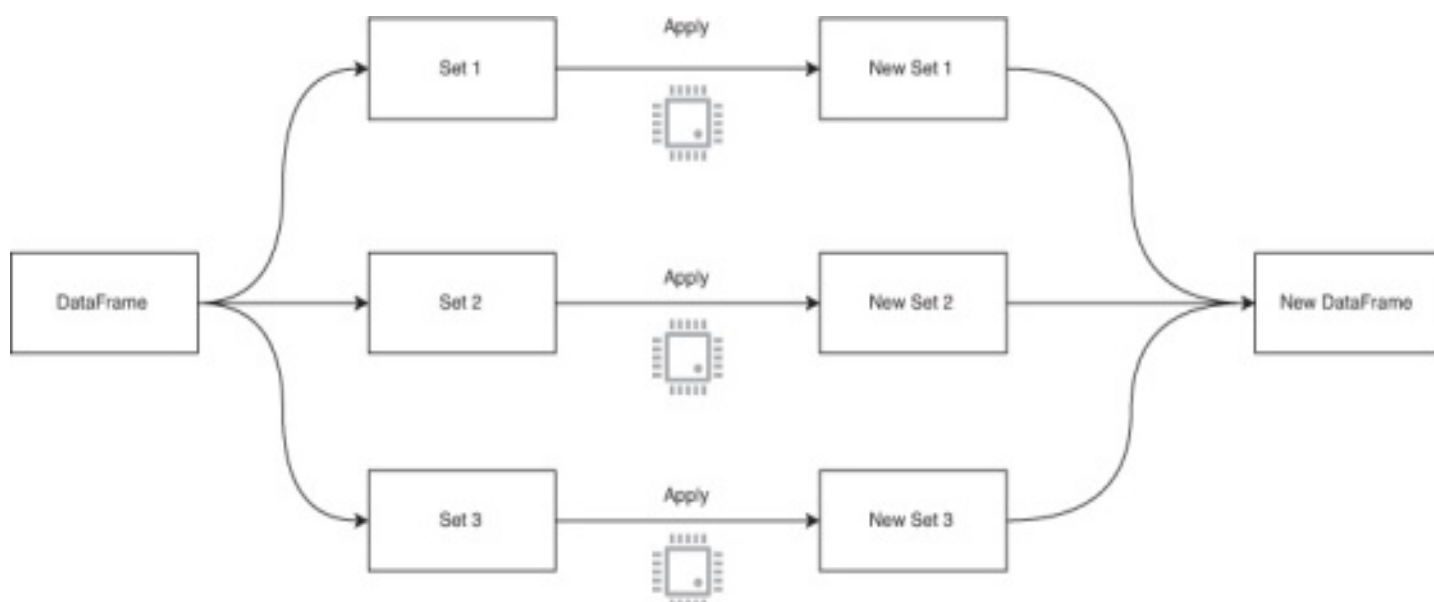 Apply
Set 1
New Set 1
Apply
DataFrame
Set 2
New Set 2
New DataFrame
Apply
Set 3
New Set 3